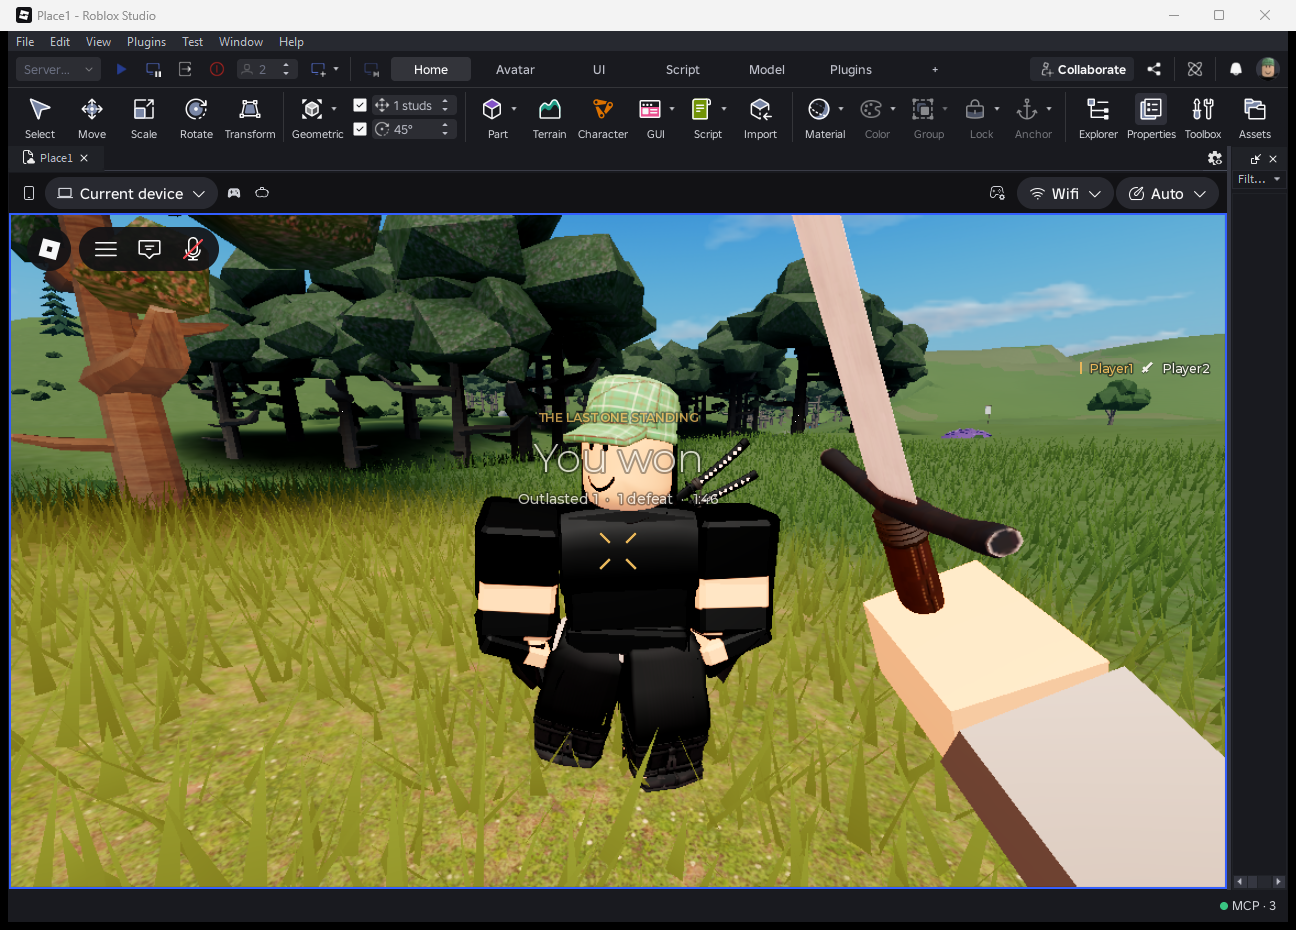 Place1 - Roblox Studio
File Edit View Plugins Test Window Help
Server... 2 Home Avatar UI Script Model Plugins + Collaborate
1 studs
45°
Select Move Scale Rotate Transform Geometric Part Terrain Character GUI Script Import Material Color Group Lock Anchor Explorer Properties Toolbox Assets
Place1
Filt...
Current device Wifi Auto
Player1 Player2
THE LAST ONE STANDING
You won
Outlasted 1 · 1 defeat · 1:46
MCP · 3